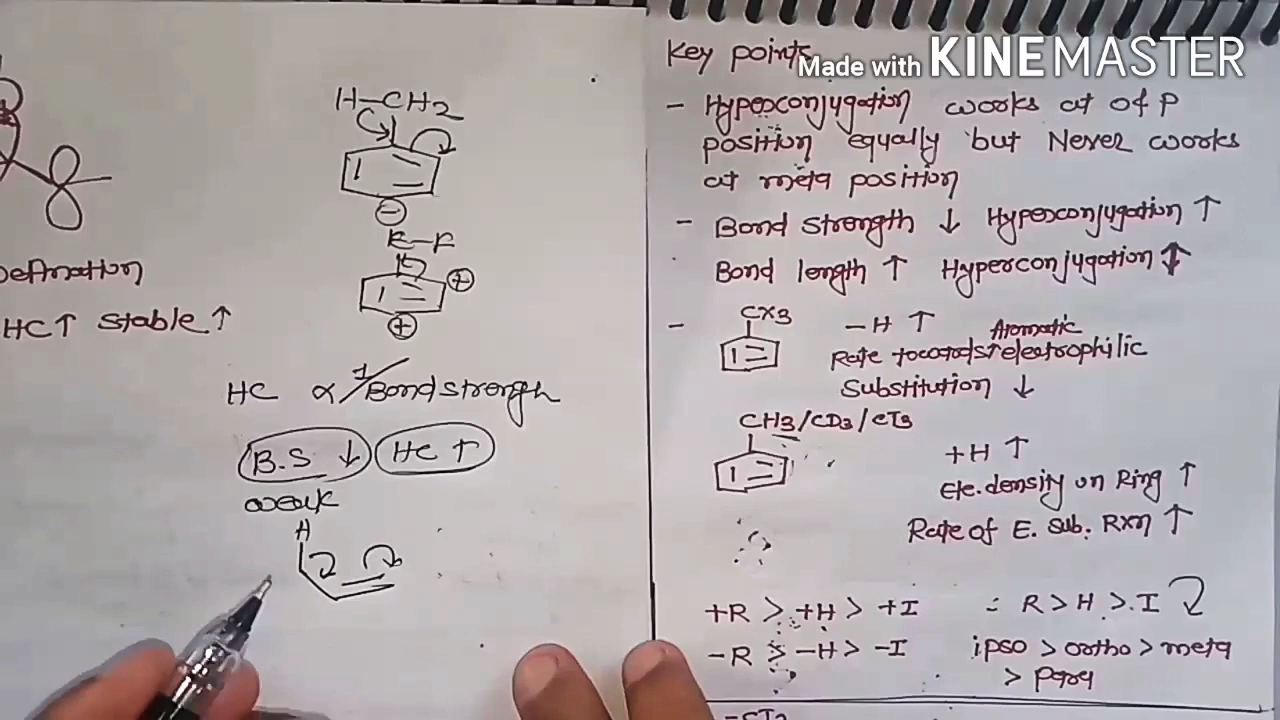 H-CH2
⊖
⊕
⊕
Defination
HC↑ Stable↑
HC ∝ 1/Bond strength
B.S ↓ HC ↑
weak
H
Key points
Made with KINEMASTER
- Hyperconjugation works at o & p
position equally but Never works
at meta position
- Bond strength ↓ Hyperconjugation ↑
Bond length ↑ Hyperconjugation ↑
- CX3 -H ↑
Aromatic
Rate towards↑electrophilic
Substitution ↓
CH3/CD3/CT3
+H ↑
Ele.density on Ring ↑
Rate of E. Sub. Rxn ↑
+R > +H > +I = R > H > I
-R > -H > -I ipso > ortho > meta
> para